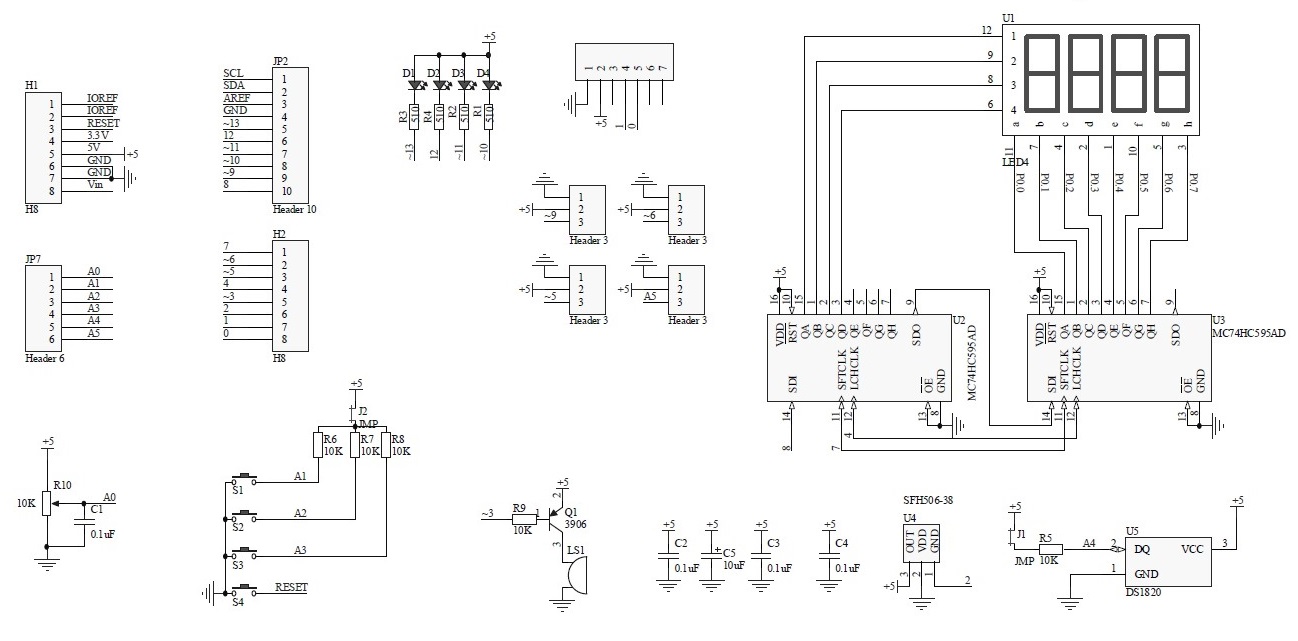 H1
1 IOREF
2 IOREF
3 RESET
4 3.3V
5 5V +5
6 GND
7 GND
8 Vin
H8
JP2
SCL 1
SDA 2
AREF 3
GND 4
~13 5
12 6
~11 7
~10 8
~9 9
8 10
Header 10
JP7
1 A0
2 A1
3 A2
4 A3
5 A4
6 A5
Header 6
H2
7 1
~6 2
~5 3
4 4
~3 5
2 6
1 7
0 8
H8
+5
D1 D2 D3 D4
R3 510 R4 510 R2 510 R1 510
~13 12 ~11 ~10
1 2 3 4 5 6 7
+5 1 0
1
+5 2
~9 3
Header 3
1
+5 2
~6 3
Header 3
1
+5 2
~5 3
Header 3
1
+5 2
A5 3
Header 3
U1
12 1
9 2
8 3
6 4
a b c d e f g h
11 7 4 2 1 10 5 3
LED4
P0.0 P0.1 P0.2 P0.3 P0.4 P0.5 P0.6 P0.7
+5
16 10 15 1 2 3 4 5 6 7 9
U2
VDD RST QA QB QC QD QE QF QG QH SDO
MC74HC595AD
SDI SFTCLK LCHCLK OE GND
14 11 12 13 8
8 7 4
+5
16 10 15 1 2 3 4 5 6 7 9
U3
VDD RST QA QB QC QD QE QF QG QH SDO
MC74HC595AD
SDI SFTCLK LCHCLK OE GND
14 11 12 13 8
+5
R10
10K
A0
C1
0.1uF
+5
J2
JMP
R6
10K
R7
10K
R8
10K
S1 A1
S2 A2
S3 A3
S4 RESET
+5
2
~3 R9 1 Q1
10K 3906
3
LS1
+5
C2
0.1uF
+5
+
C5
10uF
+5
C3
0.1uF
+5
C4
0.1uF
SFH506-38
U4
OUT VDD GND
3 2 1
+5 2
+5
J1
JMP
R5
10K
A4
U5
2 DQ VCC 3
1 GND
DS1820
+5